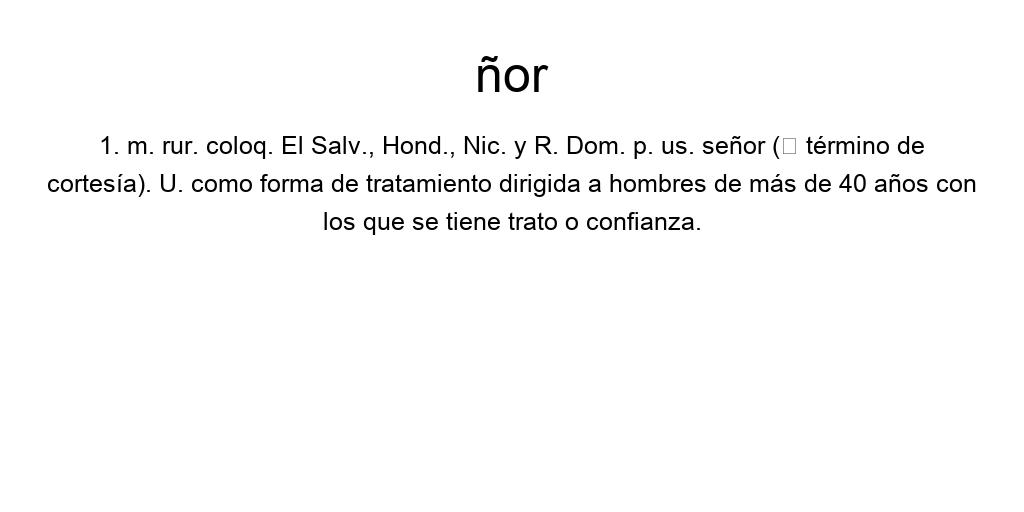 ñor
1. m. rur. coloq. El Salv., Hond., Nic. y R. Dom. p. us. señor (□ término de
cortesía). U. como forma de tratamiento dirigida a hombres de más de 40 años con
los que se tiene trato o confianza.